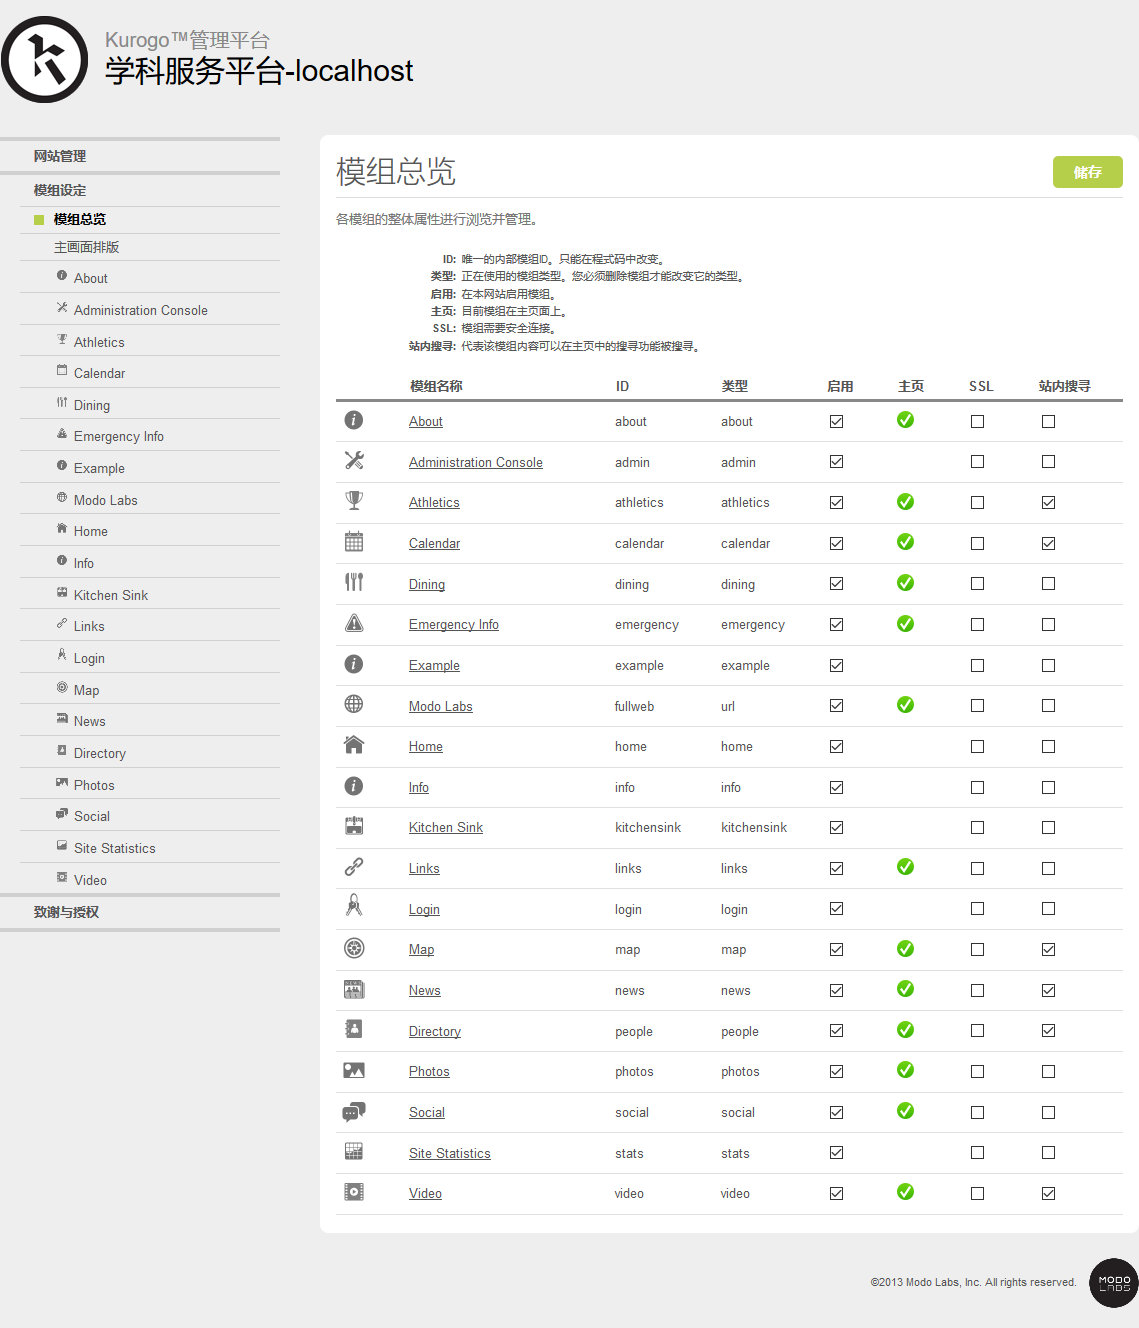 Kurogo™管理平台
学科服务平台-localhost
网站管理
模组设定
模组总览
主画面排版
About
Administration Console
Athletics
Calendar
Dining
Emergency Info
Example
Modo Labs
Home
Info
Kitchen Sink
Links
Login
Map
News
Directory
Photos
Social
Site Statistics
Video
致谢与授权
模组总览
储存
各模组的整体属性进行浏览并管理。
ID: 唯一的内部模组ID。只能在程式码中改变。
类型: 正在使用的模组类型。您必须删除模组才能改变它的类型。
启用: 在本网站启用模组。
主页: 目前模组在主页面上。
SSL: 模组需要安全连接。
站内搜寻: 代表该模组内容可以在主页中的搜寻功能被搜寻。
模组名称 ID 类型 启用 主页 SSL 站内搜寻
About about about
Administration Console admin admin
Athletics athletics athletics
Calendar calendar calendar
Dining dining dining
Emergency Info emergency emergency
Example example example
Modo Labs fullweb url
Home home home
Info info info
Kitchen Sink kitchensink kitchensink
Links links links
Login login login
Map map map
News news news
Directory people people
Photos photos photos
Social social social
Site Statistics stats stats
Video video video
©2013 Modo Labs, Inc. All rights reserved.
MODO
LABS